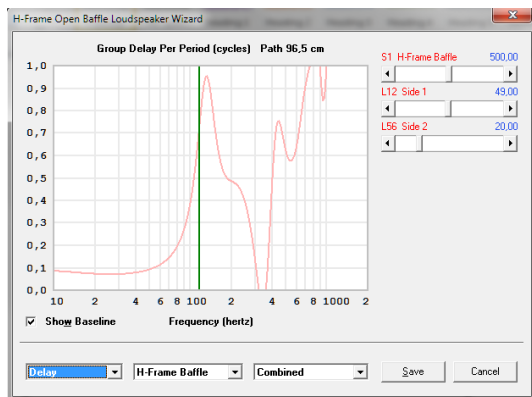 H-Frame Open Baffle Loudspeaker Wizard
Group Delay Per Period (cycles) Path 96,5 cm
S1 H-Frame Baffle 500,00
L12 Side 1 49,00
L56 Side 2 20,00
1,0
0,9
0,8
0,7
0,6
0,5
0,4
0,3
0,2
0,1
0,0
10 2 4 6 8 100 2 4 6 8 1000 2
Show Baseline Frequency (hertz)
Delay H-Frame Baffle Combined Save Cancel